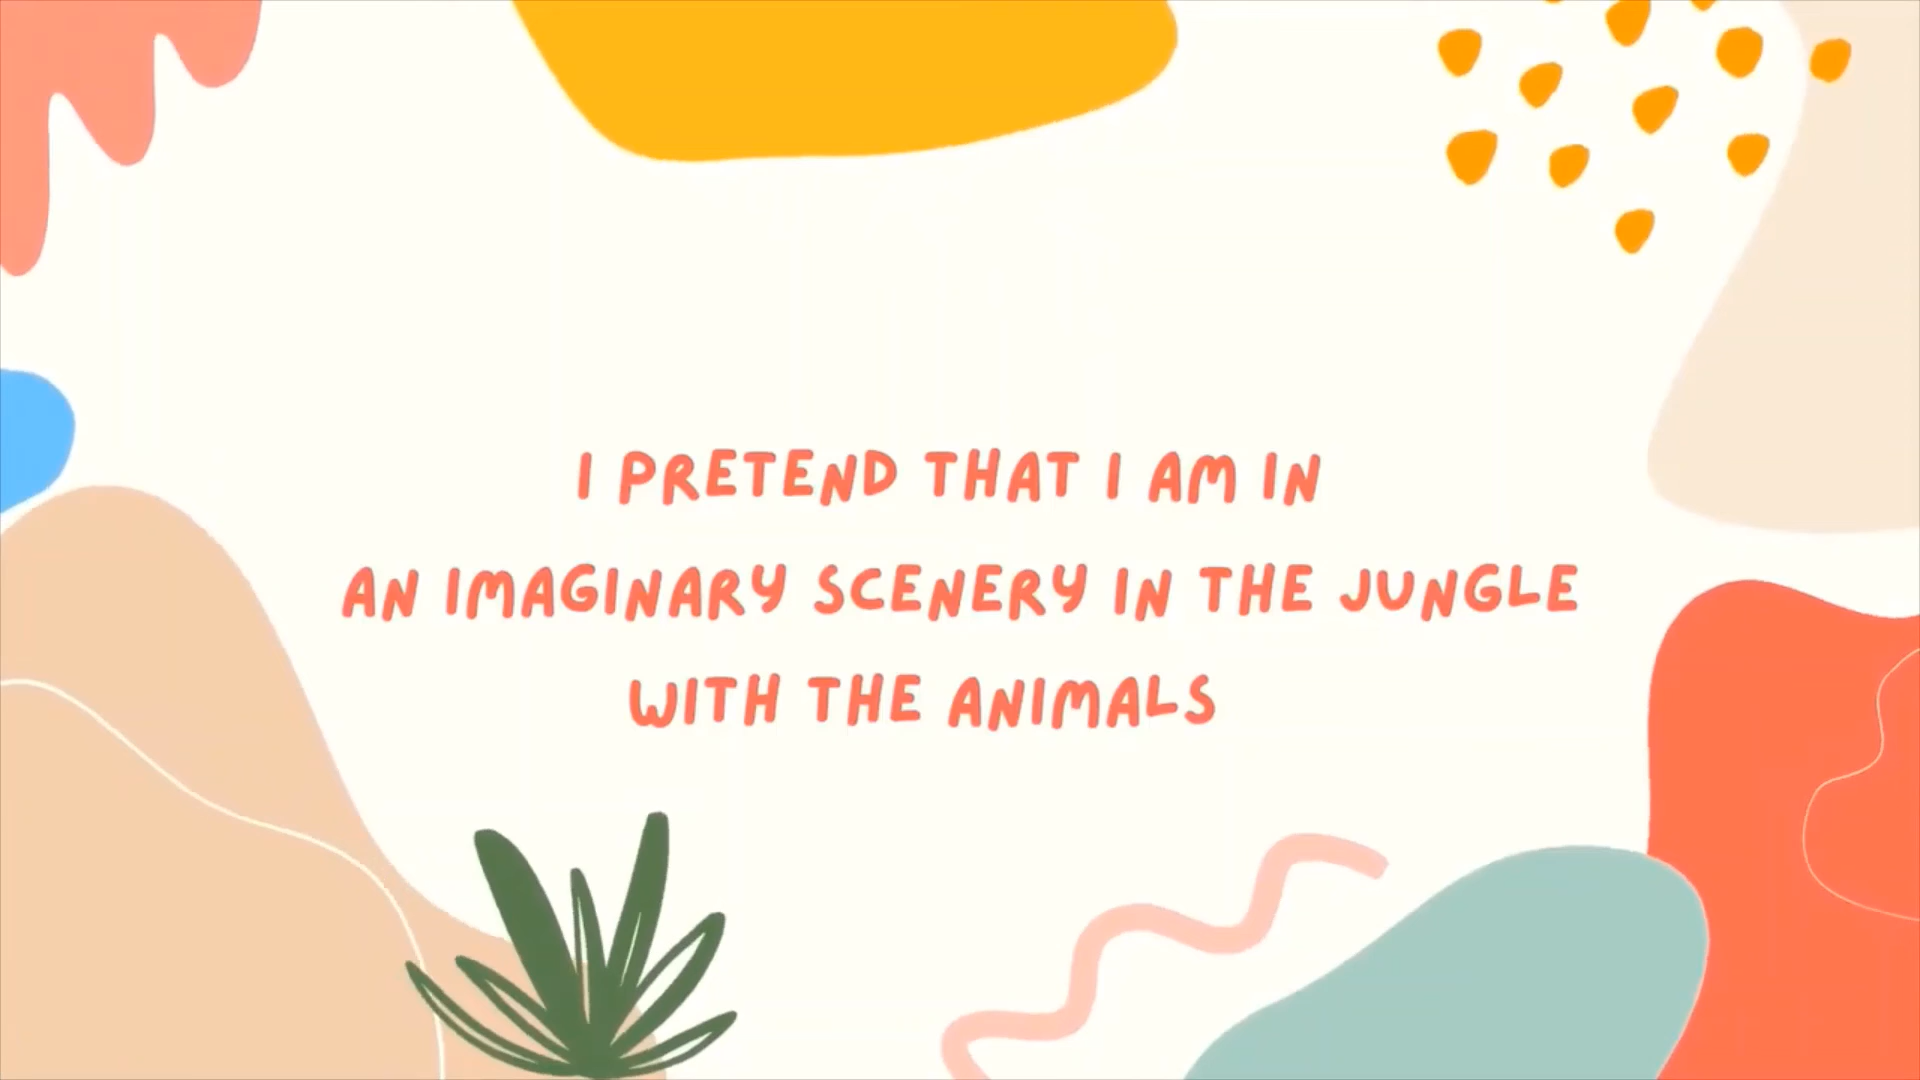 I PRETEND THAT I AM IN
AN IMAGINARY SCENERY IN THE JUNGLE
WITH THE ANIMALS